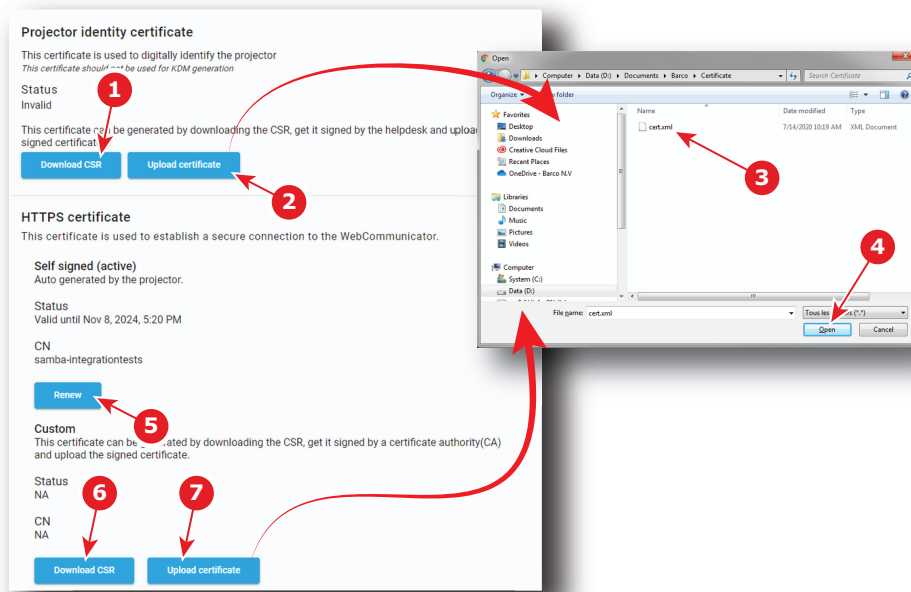 Projector identity certificate
This certificate is used to digitally identify the projector
This certificate should not be used for KDM generation
Status
1
Invalid
This certificate can be generated by downloading the CSR, get it signed by the helpdesk and
signed
Download CSR
Upload certificate
2
HTTPS certificate
This certificate is used to establish a secure connection to the WebCommunicator.
Self signed (active)
Auto generated by the projector.
Status
Valid until Nov 8, 2024, 5:20 PM
CN
samba-integrationtests
Renew
5
Custom
This certificate can be generated by downloading the CSR, get it signed by a certificate authority(CA)
and upload the signed certificate.
Status
NA
6
7
CN
NA
Download CSR
Upload certificate
Open
Computer
Data (D:)
Documents
Barco
Certificate
Search Certificate
Organize
folder
Favorites
Desktop
Downloads
Creative Cloud Files
Recent Places
OneDrive - Barco N.V
Libraries
Documents
Music
Pictures
Videos
Computer
System (C:)
Data (D:)
Name
Date modified
Type
cert.xml
7/14/2020 10:19 AM
XML Document
3
4
File name:
cert.xml
Tous les
(*.*)
Open
Cancel